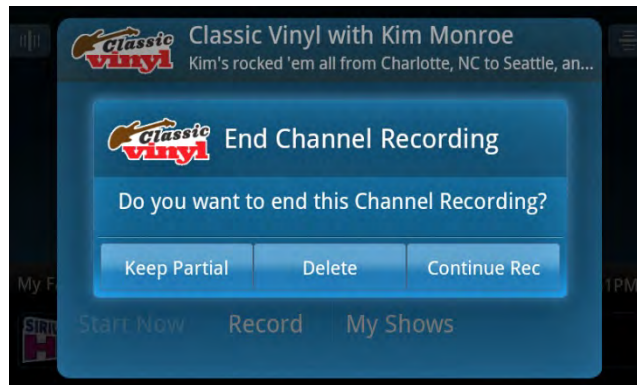 Classic
Vinyl
Classic Vinyl with Kim Monroe
Kim's rocked 'em all from Charlotte, NC to Seattle, an...
Classic
Vinyl
End Channel Recording
Do you want to end this Channel Recording?
Keep Partial Delete Continue Rec
My F 1PM
SIRI Start Now Record My Shows
H